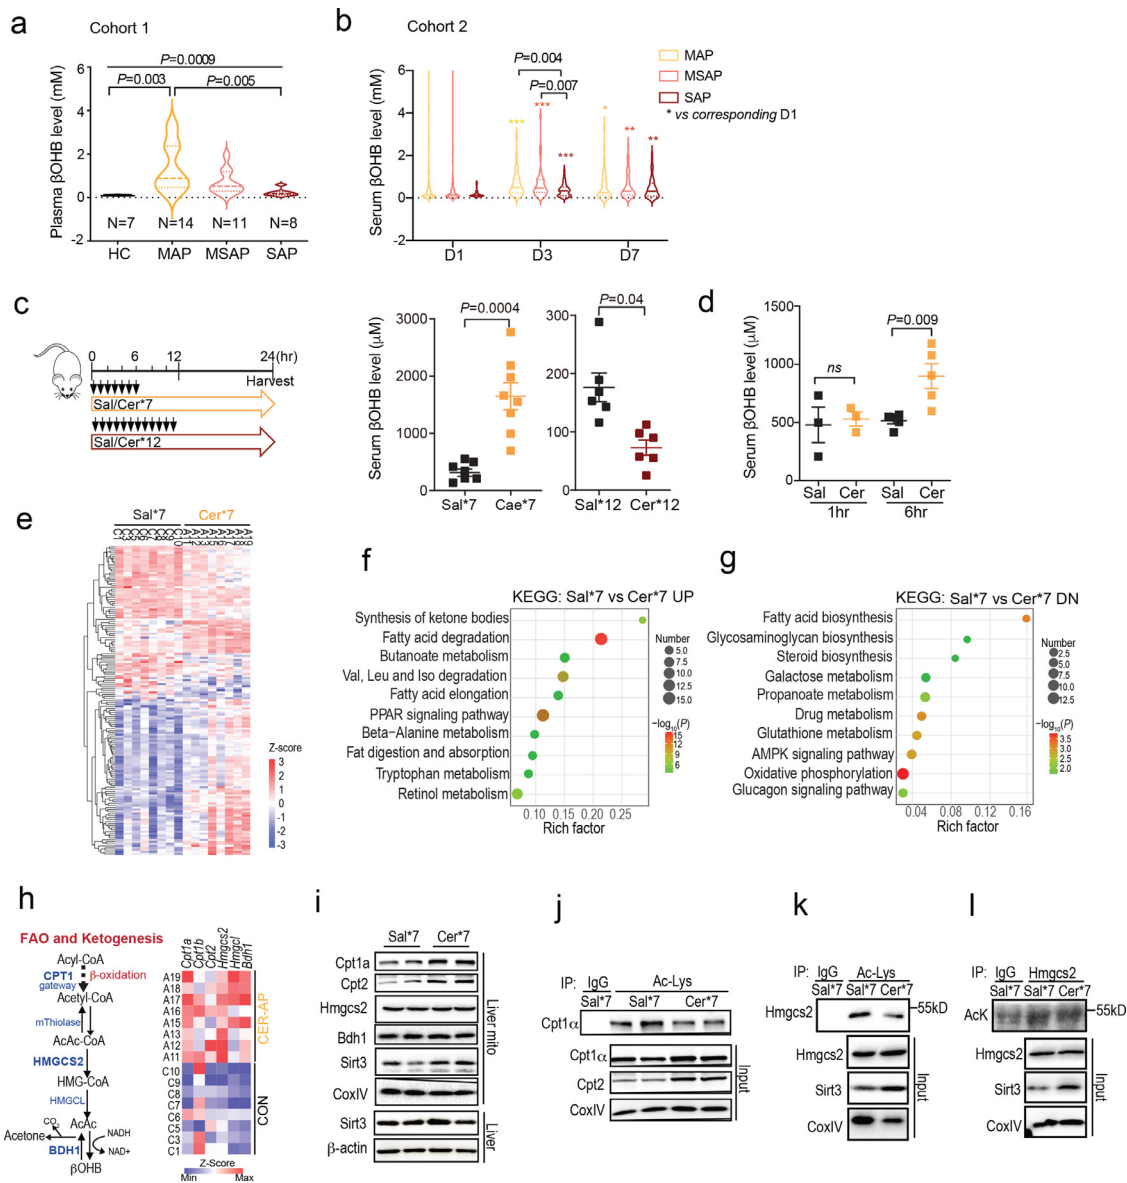 a
Cohort 1
Plasma βOHB level (mM)
6
4
2
0
-2
P=0.0009
P=0.003
P=0.005
N=7
N=14
N=11
N=8
HC
MAP
MSAP
SAP
b
Cohort 2
Serum βOHB level (mM)
6
4
2
0
-2
P=0.004
P=0.007
***
***
***
*
**
**
D1
D3
D7
MAP
MSAP
SAP
* vs corresponding D1
c
0
6
12
24(hr)
Harvest
Sal/Cer*7
Sal/Cer*12
Serum βOHB level (μM)
3000
2000
1000
0
P=0.0004
Sal*7
Cae*7
300
200
100
0
P=0.04
Sal*12
Cer*12
d
Serum βOHB level (μM)
1500
1000
500
0
ns
P=0.009
Sal
Cer
Sal
Cer
1hr
6hr
e
Sal*7
Cer*7
Z-score
3
2
1
0
-1
-2
-3
f
KEGG: Sal*7 vs Cer*7 UP
Synthesis of ketone bodies
Fatty acid degradation
Butanoate metabolism
Val, Leu and Iso degradation
Fatty acid elongation
PPAR signaling pathway
Beta-Alanine metabolism
Fat digestion and absorption
Tryptophan metabolism
Retinol metabolism
0.10
0.15
0.20
0.25
Rich factor
Number
5.0
7.5
10.0
12.5
15.0
−log10(P)
15
12
9
6
g
KEGG: Sal*7 vs Cer*7 DN
Fatty acid biosynthesis
Glycosaminoglycan biosynthesis
Steroid biosynthesis
Galactose metabolism
Propanoate metabolism
Drug metabolism
Glutathione metabolism
AMPK signaling pathway
Oxidative phosphorylation
Glucagon signaling pathway
0.04
0.08
0.12
0.16
Rich factor
Number
2.5
5.0
7.5
10.0
12.5
−log10(P)
3.5
3.0
2.5
2.0
h
FAO and Ketogenesis
Acyl-CoA
CPT1
β-oxidation
gateway
Acetyl-CoA
mThiolase
AcAc-CoA
HMGCS2
HMG-CoA
HMGCL
CO2
AcAc
Acetone
NADH
NAD+
BDH1
βOHB
Cpt1a
Cpt1b
Cpt2
Hmgcs2
Hmgcl
Bdh1
A19
A18
A17
A16
A15
A13
A12
A11
C10
C9
C8
C7
C6
C5
C3
C1
CER-AP
CON
Z-Score
Min
Max
i
Sal*7
Cer*7
Cpt1a
Cpt2
Hmgcs2
Bdh1
Sirt3
CoxIV
Sirt3
β-actin
Liver mito
Liver
j
IP:
IgG
Ac-Lys
Sal*7
Sal*7
Cer*7
Cpt1α
Cpt1α
Cpt2
CoxIV
Input
k
IP:
IgG
Ac-Lys
Sal*7
Sal*7
Cer*7
Hmgcs2
55kD
Hmgcs2
Sirt3
CoxIV
Input
l
IP:
IgG
Hmgcs2
Sal*7
Sal*7
Cer*7
AcK
55kD
Hmgcs2
Sirt3
CoxIV
Input